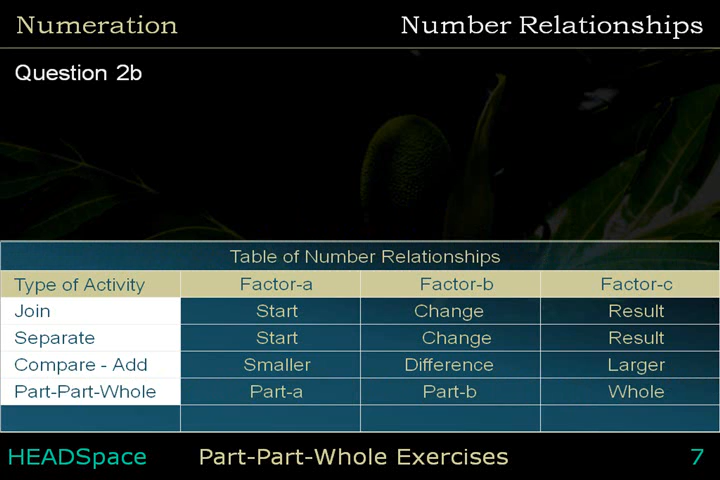 Numeration Number Relationships
Question 2b
Table of Number Relationships
Type of Activity Factor-a Factor-b Factor-c
Join Start Change Result
Separate Start Change Result
Compare - Add Smaller Difference Larger
Part-Part-Whole Part-a Part-b Whole
HEADSpace Part-Part-Whole Exercises 7